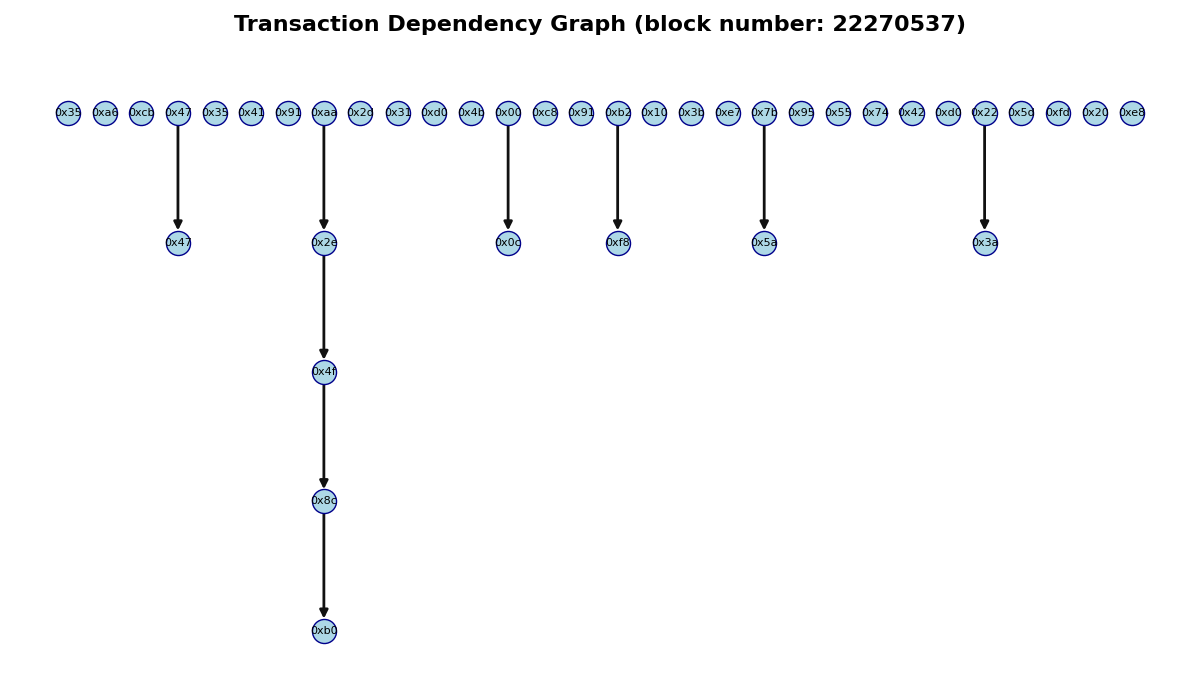 Transaction Dependency Graph (block number: 22270537)
0x35 0xa6 0xcb 0x47 0x35 0x41 0x91 0xaa 0x2c 0x31 0xd0 0x4b 0x00 0xc8 0x91 0xb2 0x10 0x3b 0xe7 0x7b 0x95 0x55 0x74 0x42 0xd0 0x22 0x5c 0xfd 0x20 0xe8
0x47 0x2e 0x0c 0xf8 0x5a 0x3a
0x4f
0x8c
0xb0